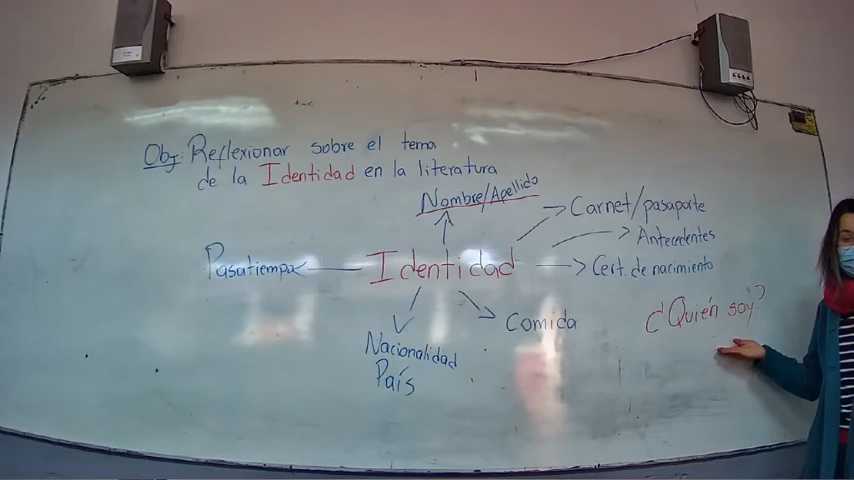 Obj: Reflexionar sobre el tema
de la Identidad en la literatura
Nombre/Apellido
Carnet/pasaporte
Antecedentes
Pasatiempo
Identidad
Cert. de nacimiento
¿Quién soy?
Comida
Nacionalidad
País